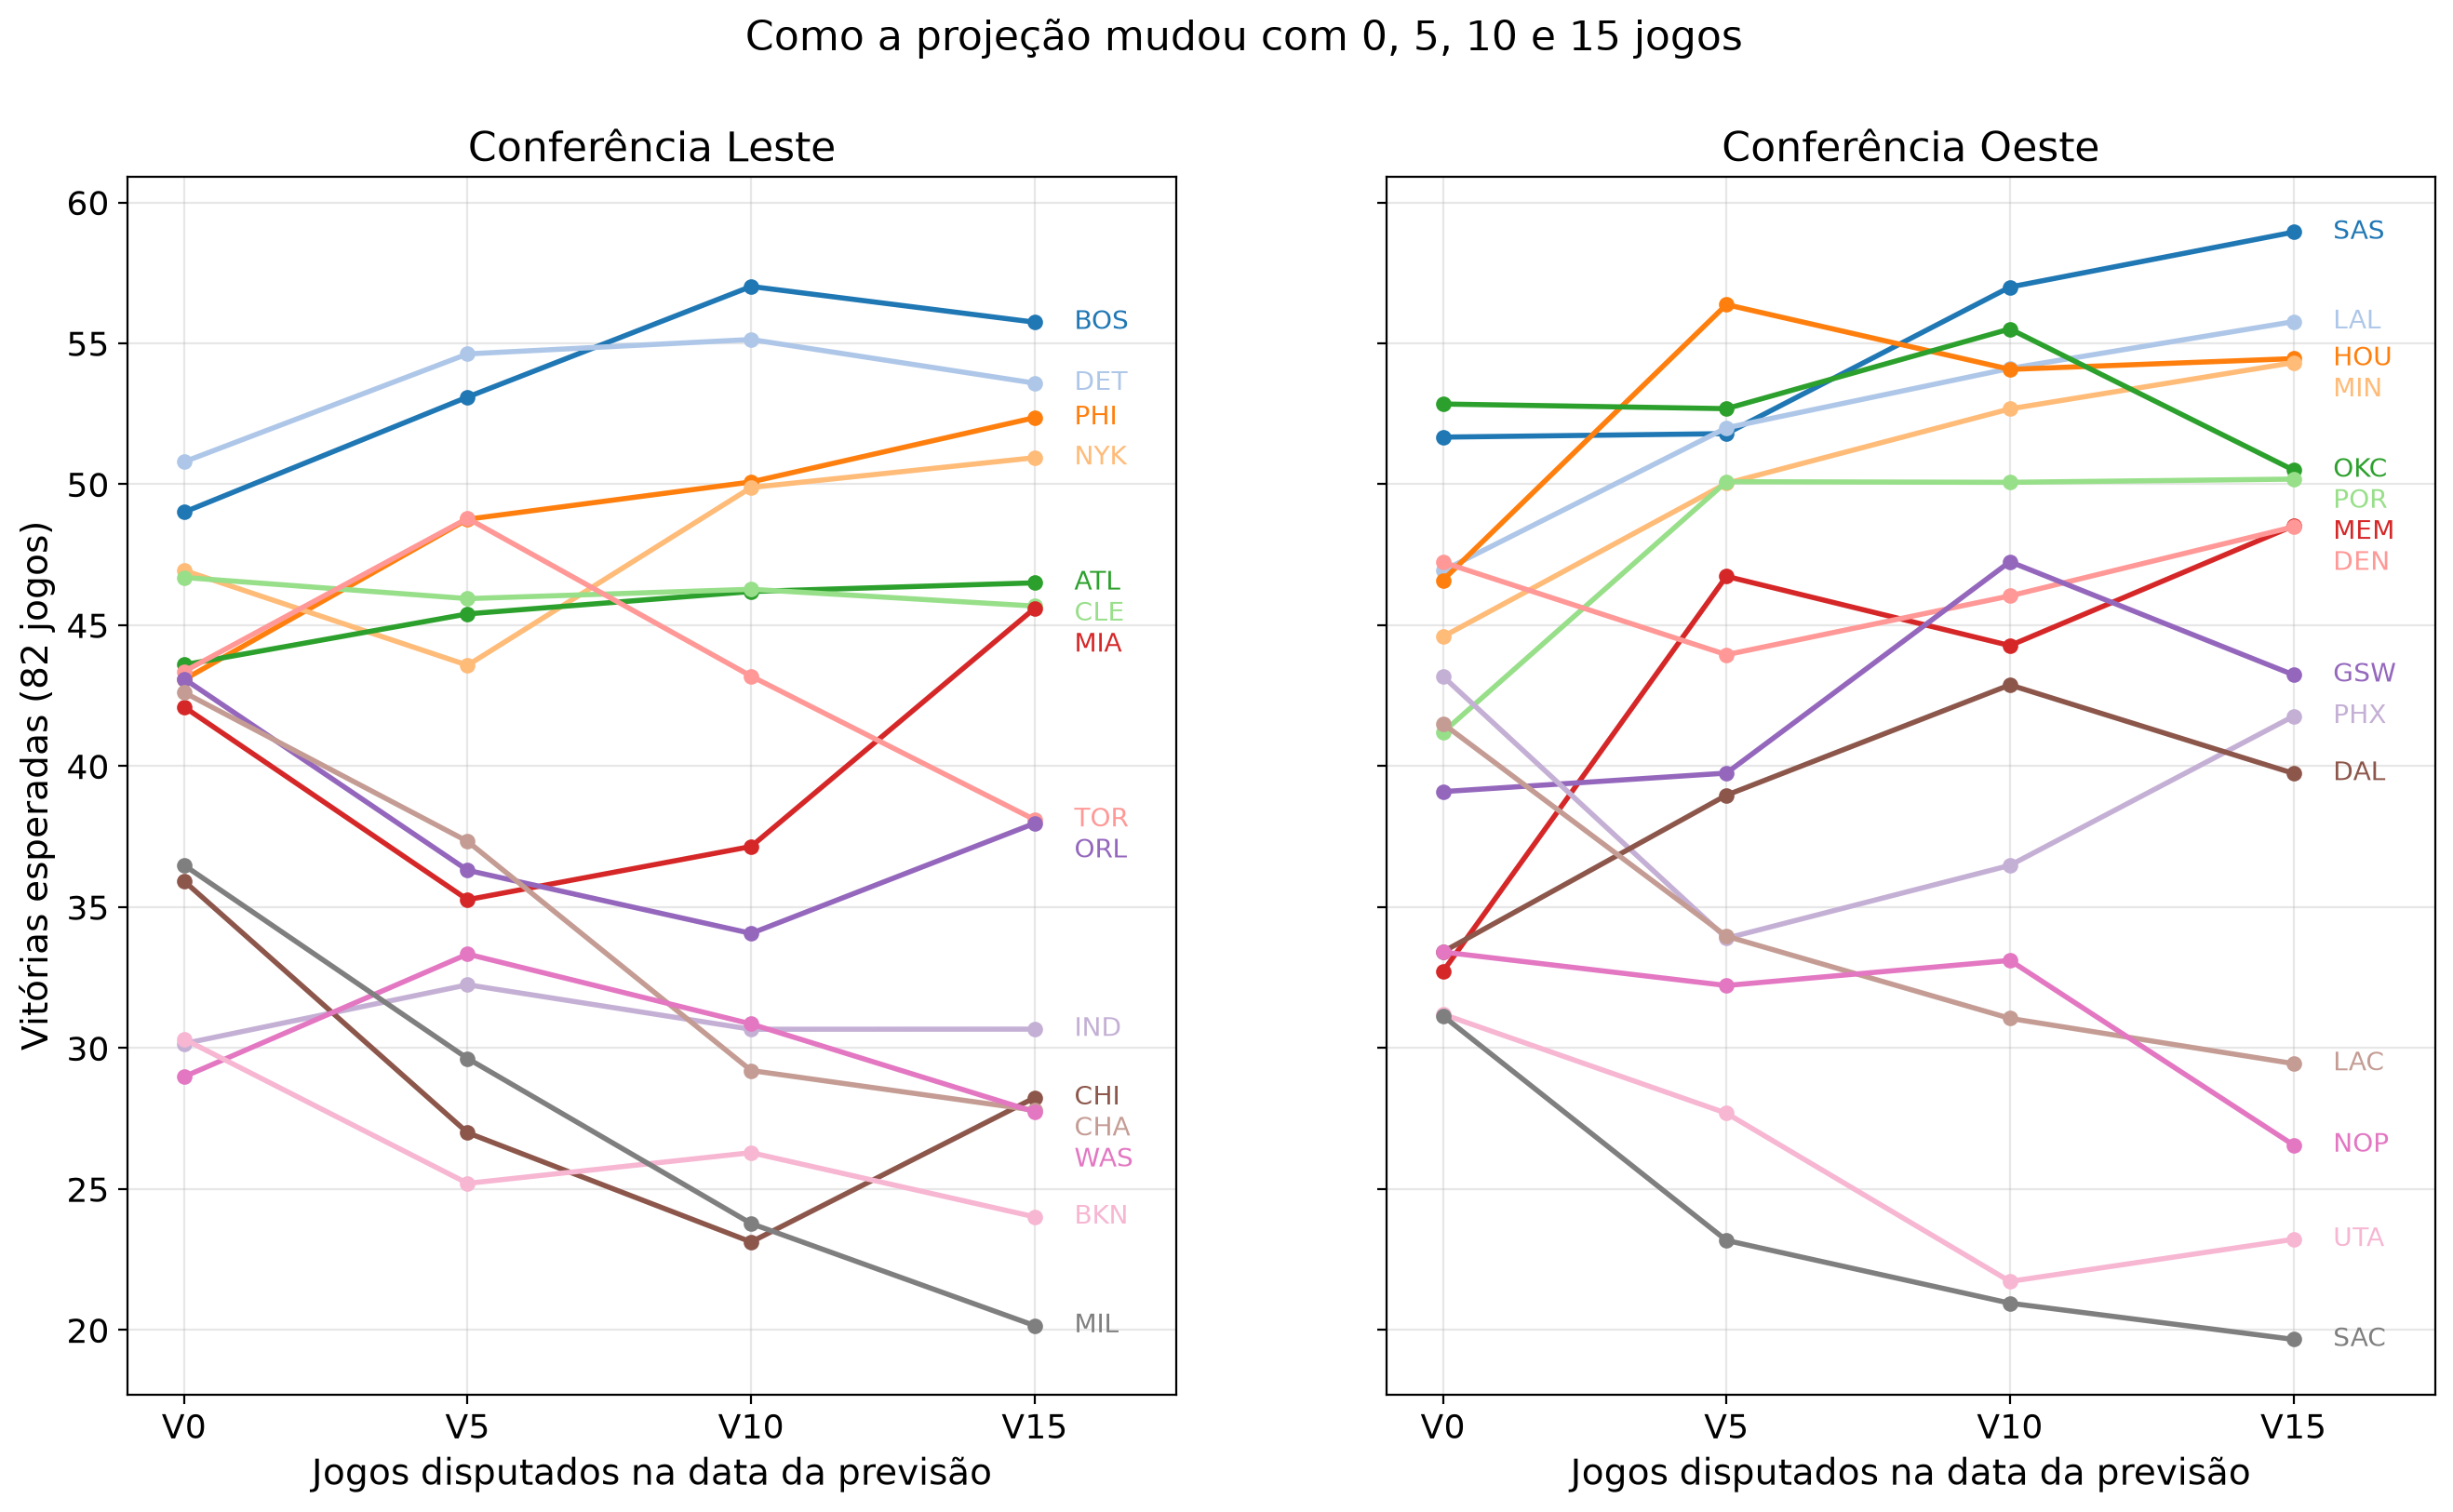 Como a projeção mudou com 0, 5, 10 e 15 jogos
Conferência Leste
Vitórias esperadas (82 jogos)
60
55
50
45
40
35
30
25
20
BOS
DET
PHI
NYK
ATL
CLE
MIA
TOR
ORL
IND
CHI
CHA
WAS
BKN
MIL
V0
V5
V10
V15
Jogos disputados na data da previsão
Conferência Oeste
SAS
LAL
HOU
MIN
OKC
POR
MEM
DEN
GSW
PHX
DAL
LAC
NOP
UTA
SAC
V0
V5
V10
V15
Jogos disputados na data da previsão